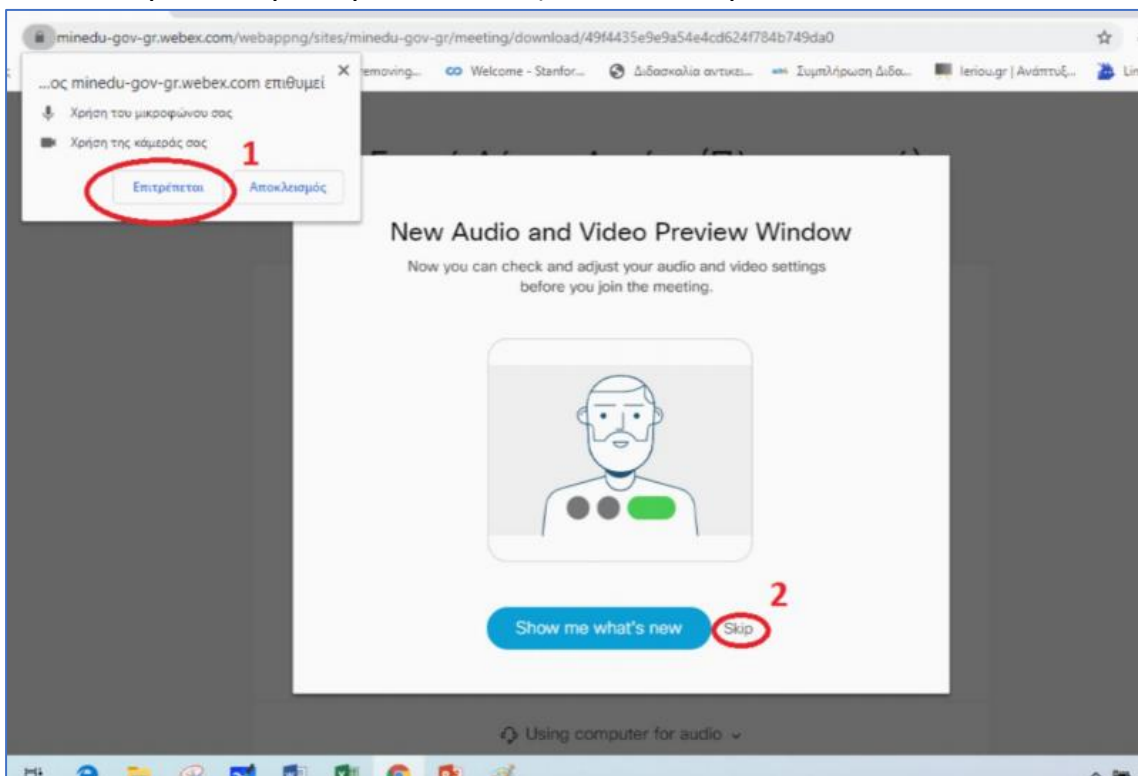 minedu-gov-gr.webex.com/webappng/sites/minedu-gov-gr/meeting/download/49f4435e9e9a54e4cd624f784b749da0
emoving... Welcome - Stanfor... Διδασκαλία αντικει... Συμπλήρωση Διδα... leriou.gr | Ανάπτυξ... Lin
...ος minedu-gov-gr.webex.com επιθυμεί
Χρήση του μικροφώνου σας
Χρήση της κάμεράς σας
1
Επιτρέπεται Αποκλεισμός
New Audio and Video Preview Window
Now you can check and adjust your audio and video settings
before you join the meeting.
2
Show me what's new Skip
Using computer for audio